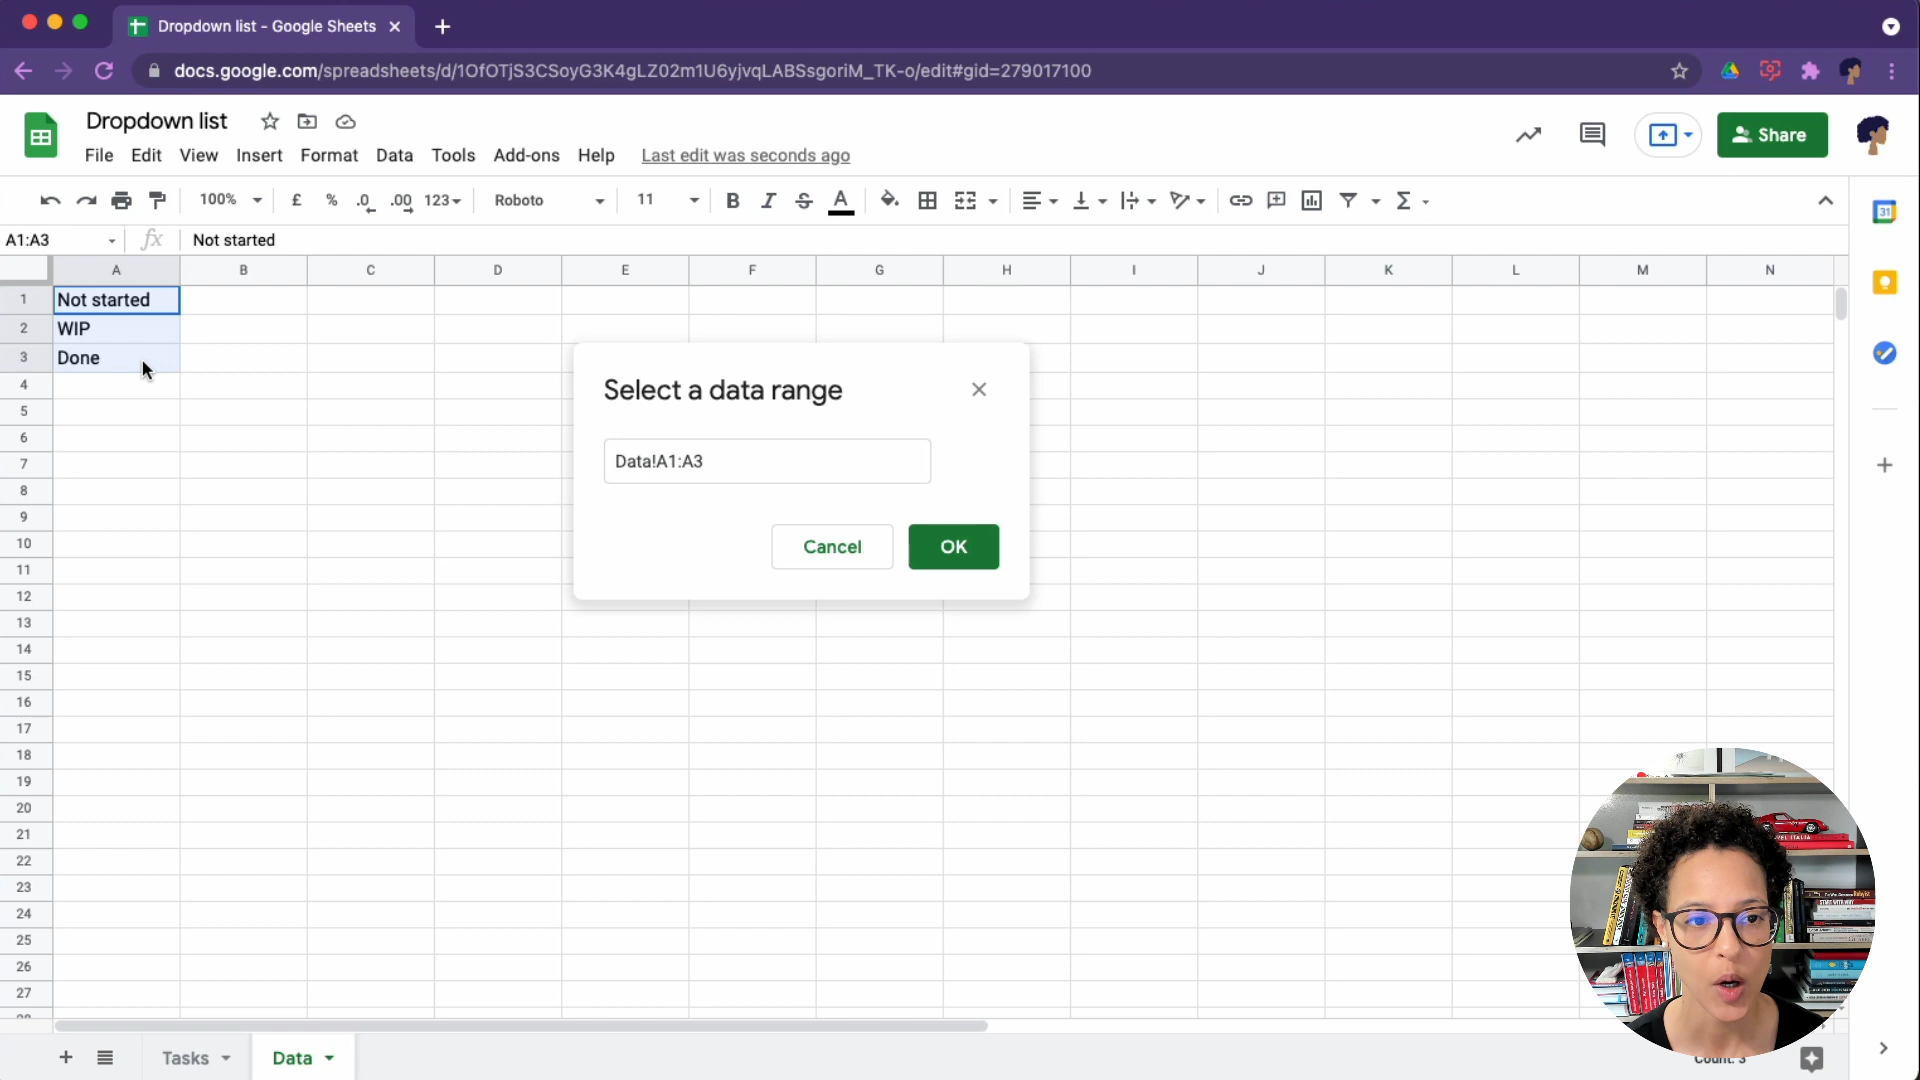 Dropdown list - Google Sheets
docs.google.com/spreadsheets/d/1OfOTjS3CSoyG3K4gLZ02m1U6yjvqLABSsgoriM_TK-o/edit#gid=279017100
Dropdown list
File Edit View Insert Format Data Tools Add-ons Help Last edit was seconds ago
Share
100% £ % .0 .00 123 Roboto 11 B I S A Σ
31
A1:A3 fx Not started
A B C D E F G H I J K L M N
1 Not started
2 WIP
3 Done
4
5
6
7
8
9
10
11
12
13
14
15
16
17
18
19
20
21
22
23
24
25
26
27
28
Select a data range
Data!A1:A3
Cancel OK
Tasks Data
Count: 3